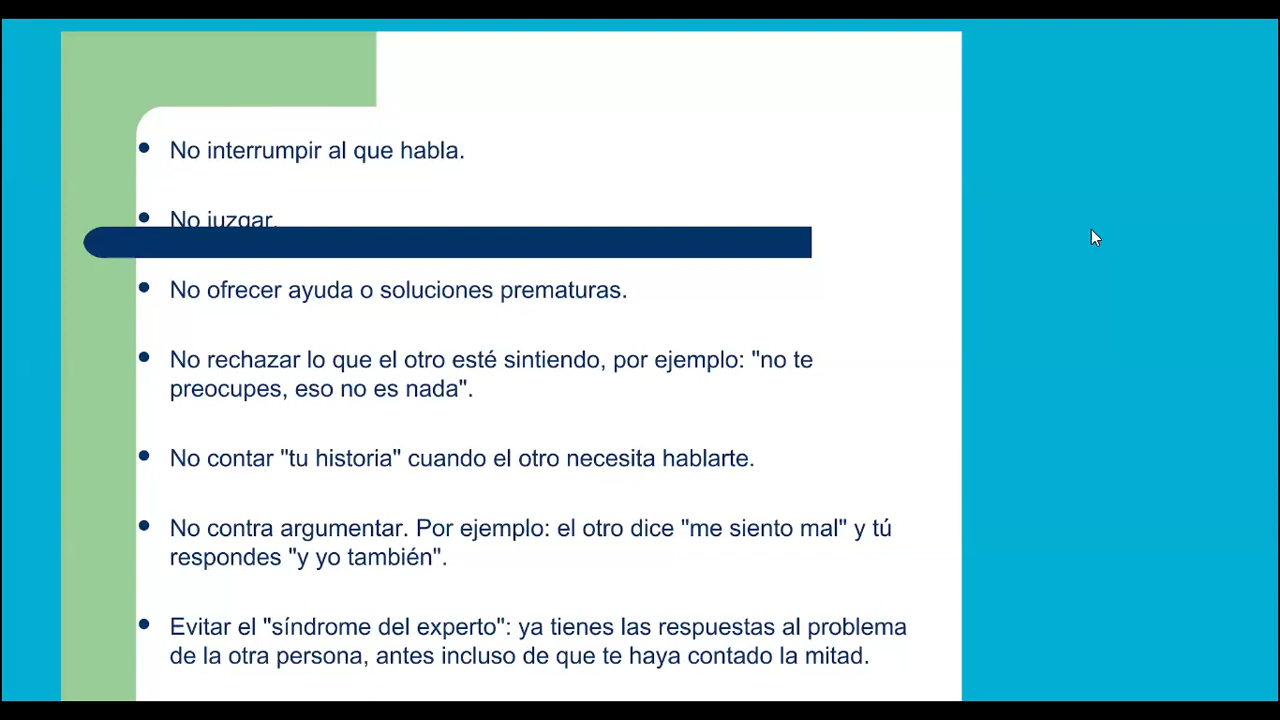 No interrumpir al que habla.
No juzgar.
No ofrecer ayuda o soluciones prematuras.
No rechazar lo que el otro esté sintiendo, por ejemplo: "no te
preocupes, eso no es nada".
No contar "tu historia" cuando el otro necesita hablarte.
No contra argumentar. Por ejemplo: el otro dice "me siento mal" y tú
respondes "y yo también".
Evitar el "síndrome del experto": ya tienes las respuestas al problema
de la otra persona, antes incluso de que te haya contado la mitad.